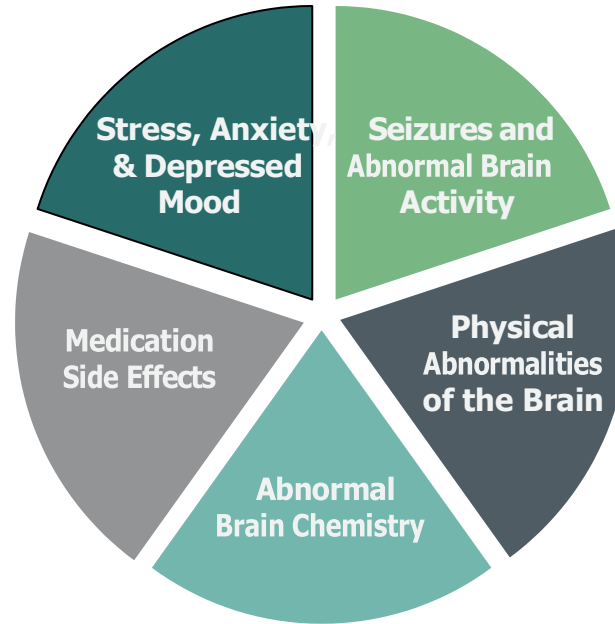 Stress, Anxiety,
& Depressed
Mood
Seizures and
Abnormal Brain
Activity
Physical
Abnormalities
of the Brain
Abnormal
Brain Chemistry
Medication
Side Effects